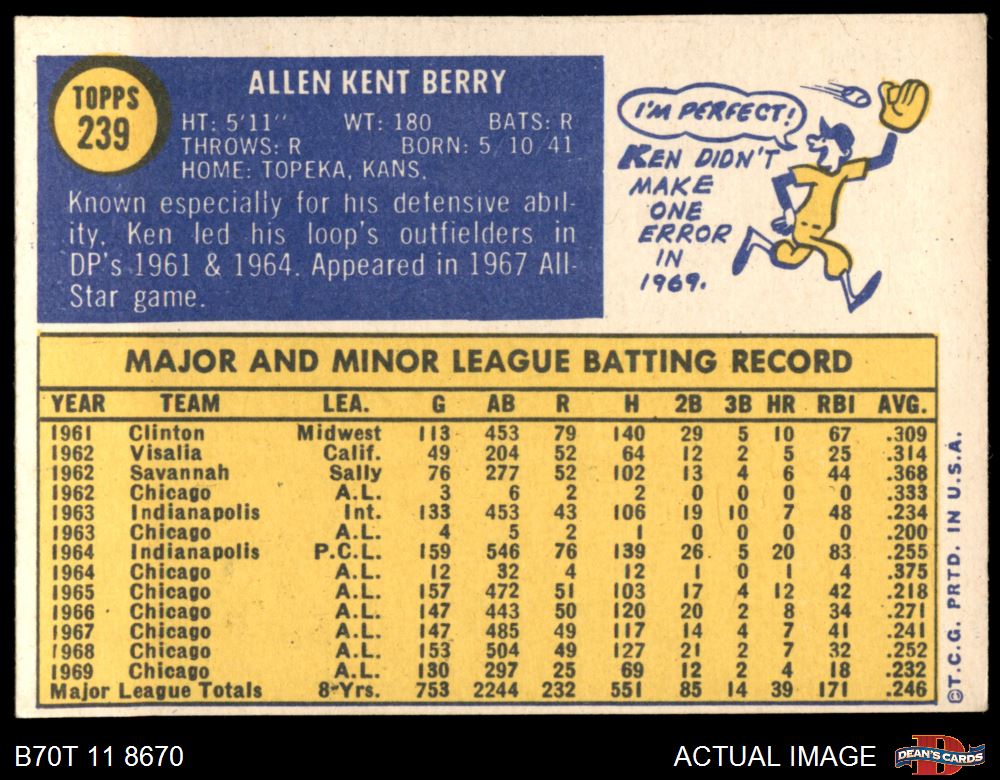 TOPPS
239
ALLEN KENT BERRY
HT: 5'11" WT: 180 BATS: R
THROWS: R BORN: 5 10 41
HOME: TOPEKA, KANS.
Known especially for his defensive abil-
ity, Ken led his loop's outfielders in
DP's 1961 & 1964. Appeared in 1967 All-
Star game.
I'M PERFECT!
KEN DIDN'T
MAKE
ONE
ERROR
IN
1969.
MAJOR AND MINOR LEAGUE BATTING RECORD
YEAR TEAM LEA. G AB R H 2B 3B HR RBI AVG.
1961 Clinton Midwest 113 453 79 140 29 5 10 67 .309
1962 Visalia Calif. 49 204 52 64 12 2 5 25 .314
1962 Savannah Sally 76 277 52 102 13 4 6 44 .368
1962 Chicago A.L. 3 6 2 2 0 0 0 0 .333
1963 Indianapolis Int. 133 453 43 106 19 10 7 48 .234
1963 Chicago A.L. 4 5 2 1 0 0 0 0 .200
1964 Indianapolis P.C.L. 159 546 76 139 26 5 20 83 .255
1964 Chicago A.L. 12 32 4 12 1 0 1 4 .375
1965 Chicago A.L. 157 472 51 103 17 4 12 42 .218
1966 Chicago A.L. 147 443 50 120 20 2 8 34 .271
1967 Chicago A.L. 147 485 49 117 14 4 7 41 .241
1968 Chicago A.L. 153 504 49 127 21 2 7 32 .252
1969 Chicago A.L. 130 297 25 69 12 2 4 18 .232
Major League Totals 8-Yrs. 753 2244 232 551 85 14 39 171 .246
©T.C.G. PRTD. IN U.S.A.
B70T 11 8670
ACTUAL IMAGE
D
DEAN'S CARDS